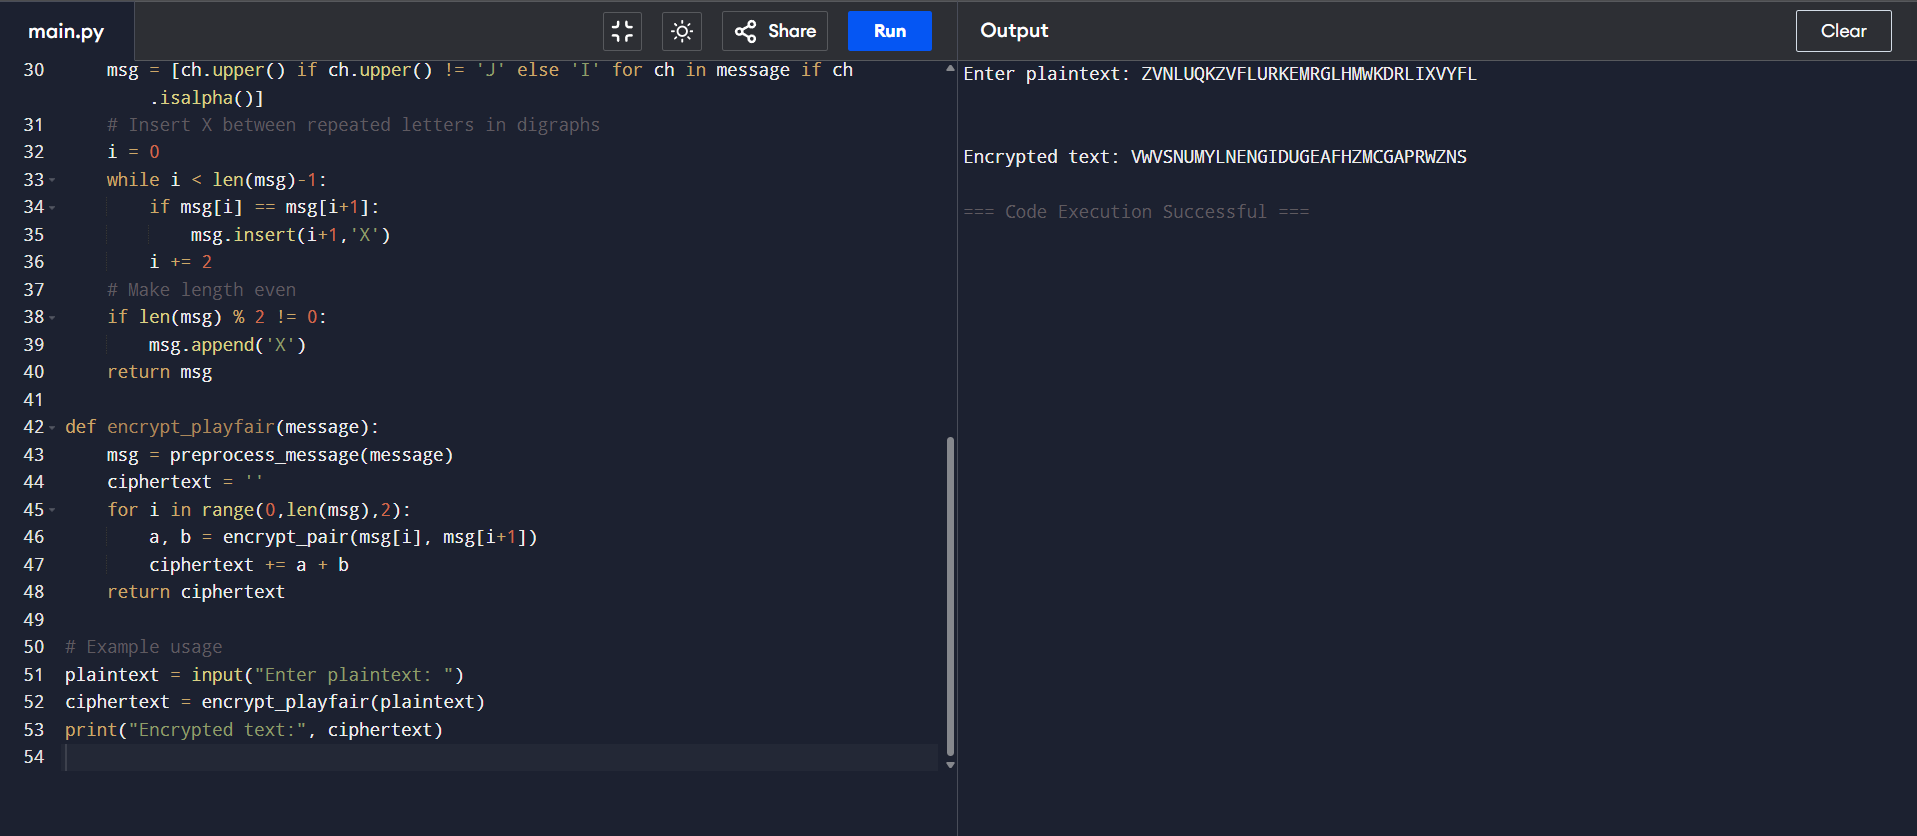 main.py
Share
Run
Output
Clear
30 msg = [ch.upper() if ch.upper() != 'J' else 'I' for ch in message if ch
.isalpha()]
31 # Insert X between repeated letters in digraphs
32 i = 0
33 while i < len(msg)-1:
34 if msg[i] == msg[i+1]:
35 msg.insert(i+1,'X')
36 i += 2
37 # Make length even
38 if len(msg) % 2 != 0:
39 msg.append('X')
40 return msg
41
42 def encrypt_playfair(message):
43 msg = preprocess_message(message)
44 ciphertext = ''
45 for i in range(0,len(msg),2):
46 a, b = encrypt_pair(msg[i], msg[i+1])
47 ciphertext += a + b
48 return ciphertext
49
50 # Example usage
51 plaintext = input("Enter plaintext: ")
52 ciphertext = encrypt_playfair(plaintext)
53 print("Encrypted text:", ciphertext)
54
Enter plaintext: ZVNLUQKZVFLURKEMRGLHMWKDRLIXVYFL
Encrypted text: VWVSNUMYLNENGIDUGEAFHZMCGAPRWZNS
=== Code Execution Successful ===